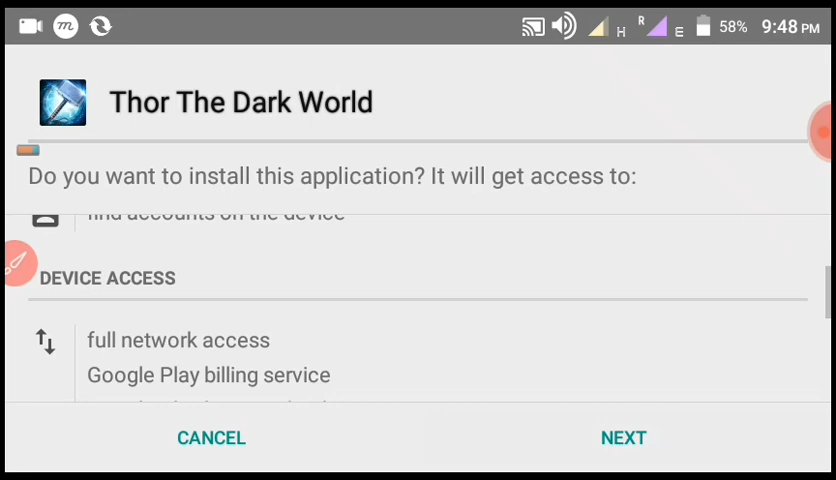 m H R E 58% 9:48 PM
Thor The Dark World
Do you want to install this application? It will get access to:
find accounts on the device
DEVICE ACCESS
full network access
Google Play billing service
CANCEL NEXT